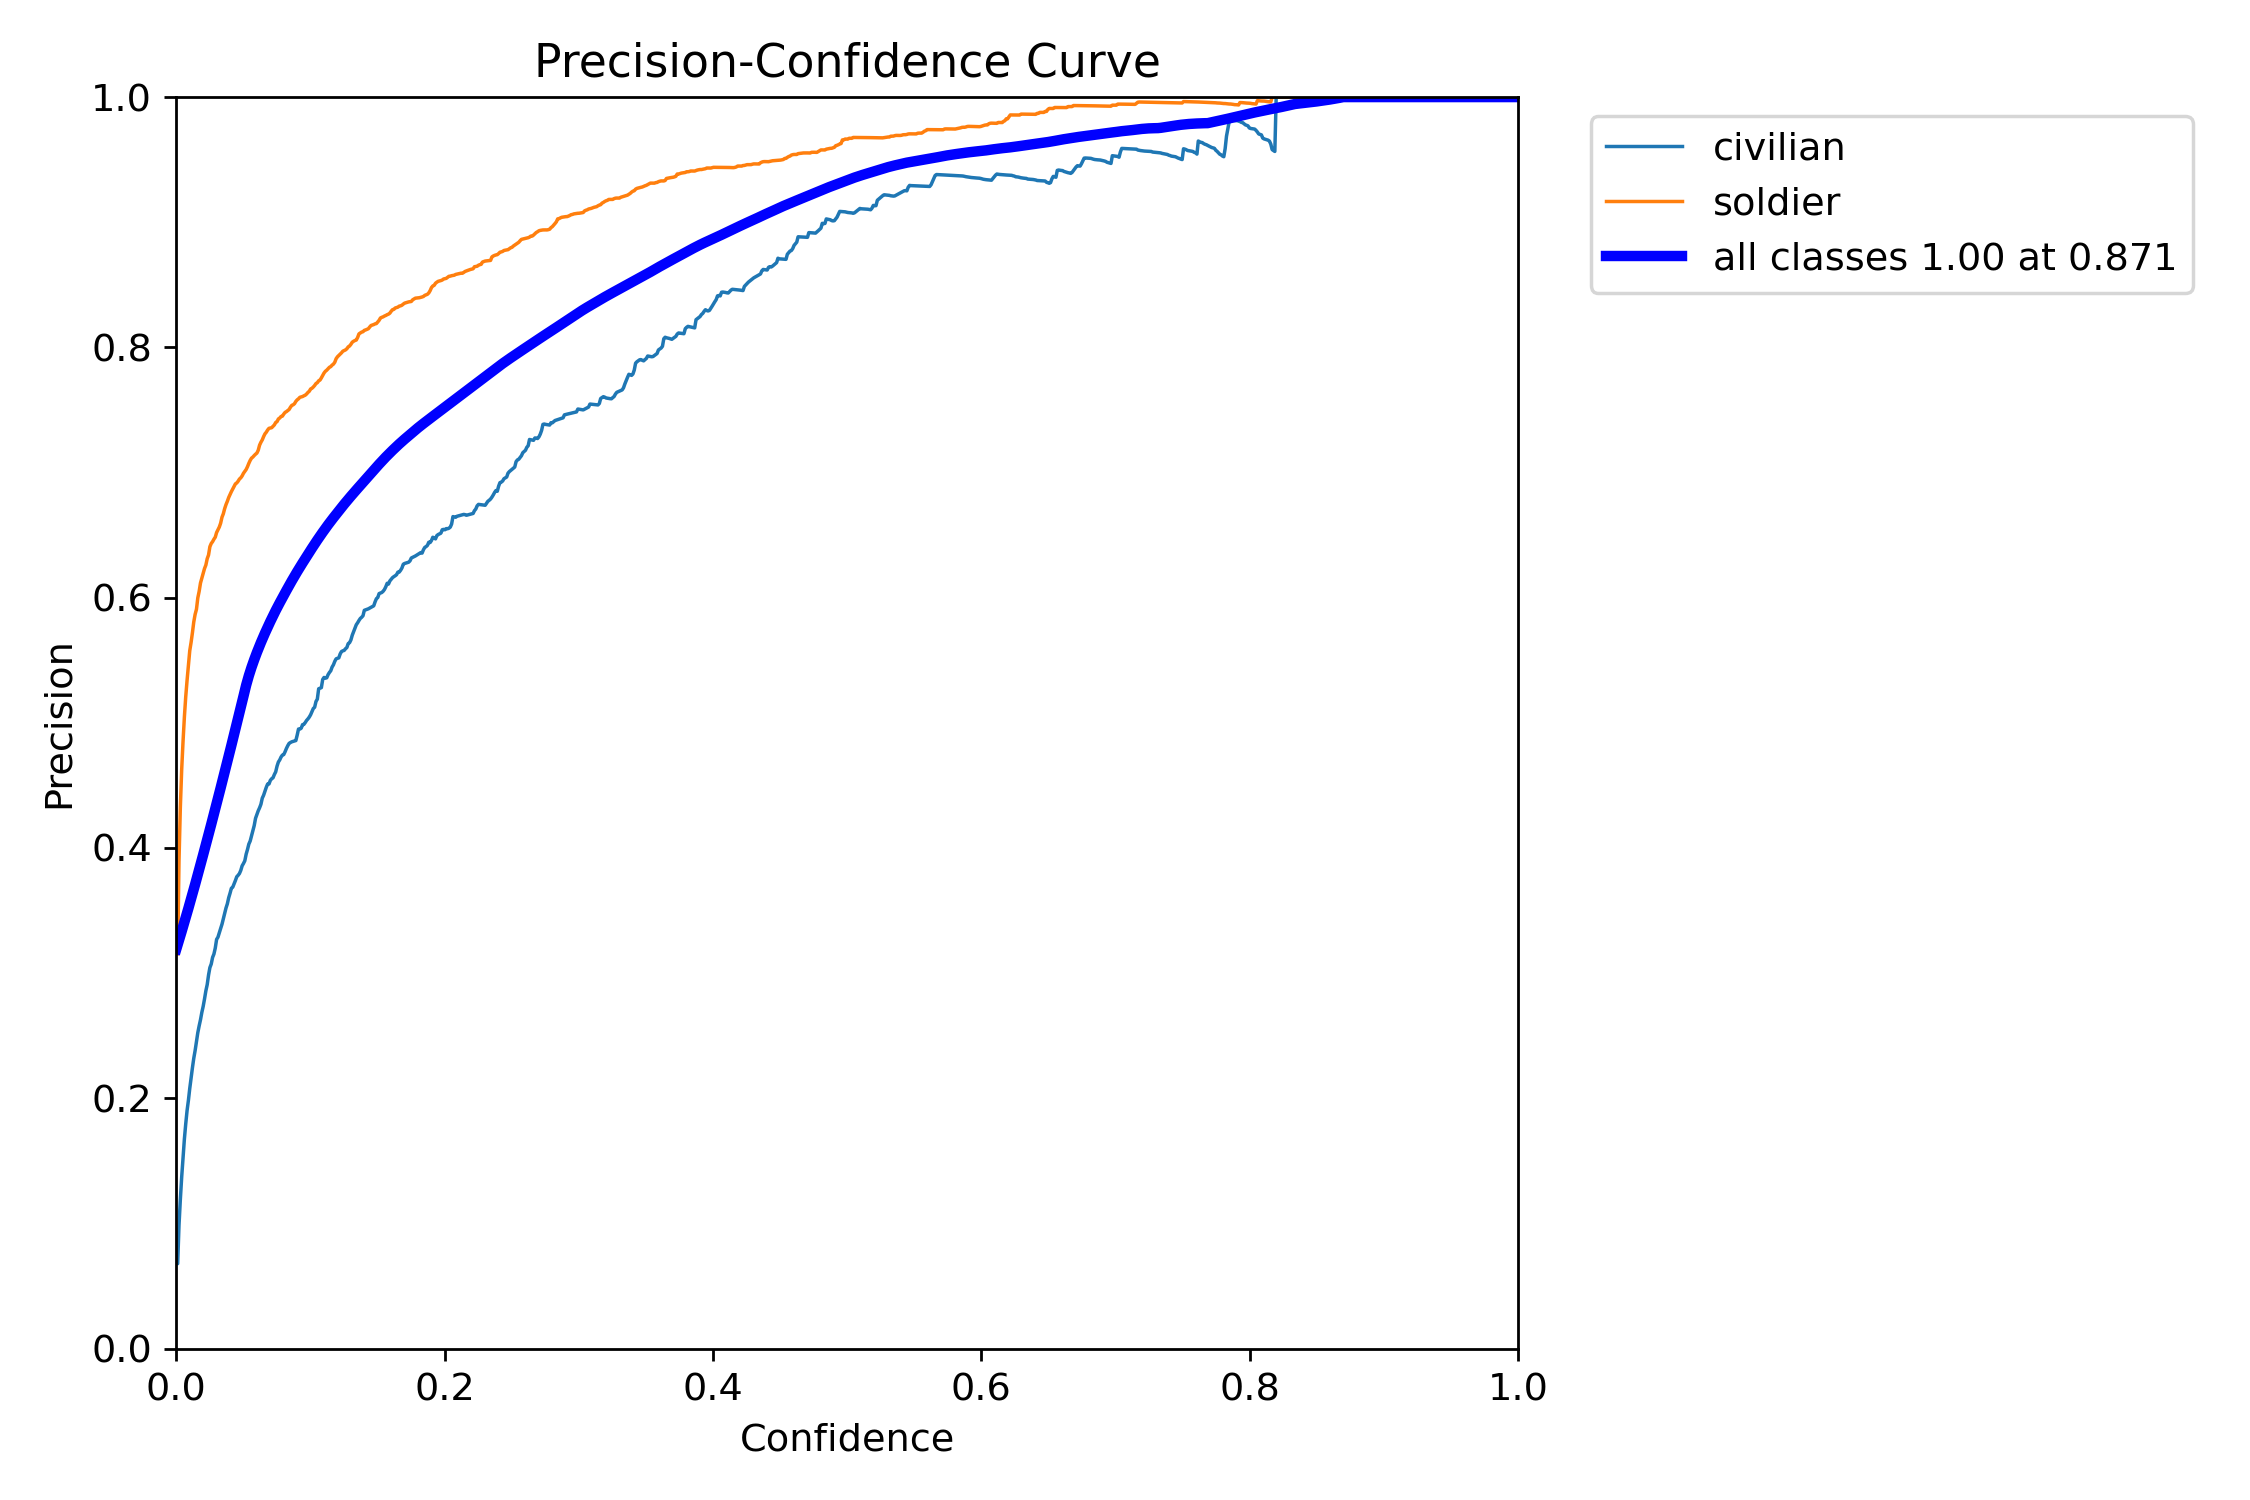 Precision-Confidence Curve
1.0
0.8
0.6
0.4
0.2
0.0
Precision
0.0 0.2 0.4 0.6 0.8 1.0
Confidence
civilian
soldier
all classes 1.00 at 0.871